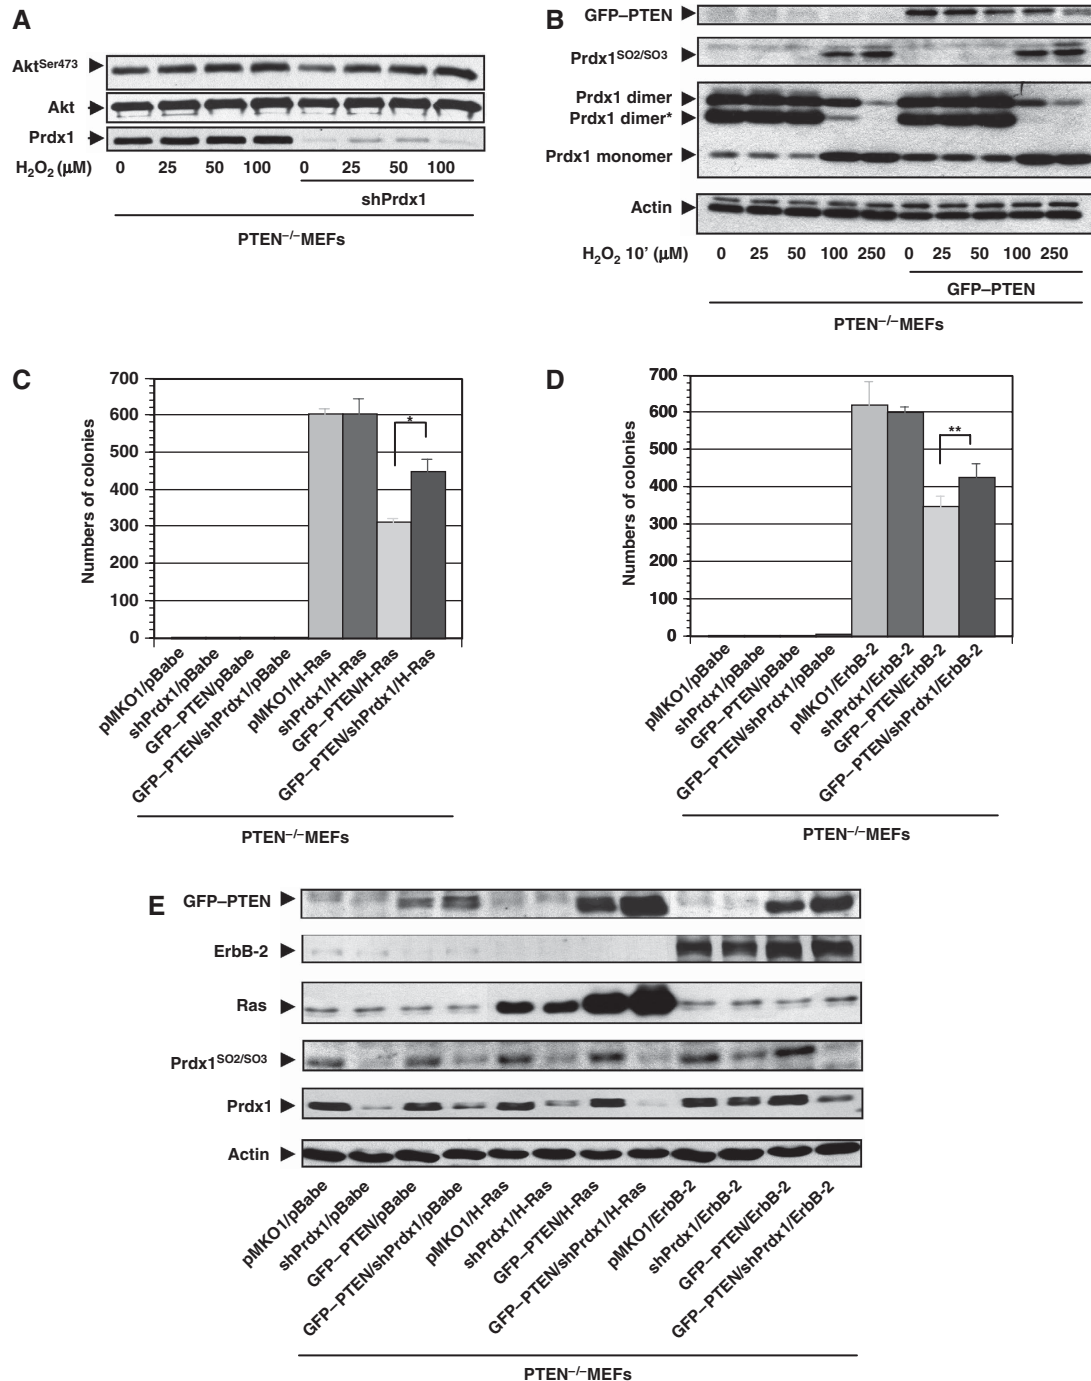 A
Akt^Ser473
Akt
Prdx1
H₂O₂ (µM) 0 25 50 100 0 25 50 100
shPrdx1
PTEN⁻/⁻MEFs
B
GFP–PTEN
Prdx1^SO2/SO3
Prdx1 dimer
Prdx1 dimer*
Prdx1 monomer
Actin
H₂O₂ 10' (µM) 0 25 50 100 250 0 25 50 100 250
GFP–PTEN
PTEN⁻/⁻MEFs
C
Numbers of colonies
700
600
500
400
300
200
100
0
*
pMKO1/pBabe
shPrdx1/pBabe
GFP–PTEN/pBabe
GFP–PTEN/shPrdx1/pBabe
pMKO1/H-Ras
shPrdx1/H-Ras
GFP–PTEN/H-Ras
GFP–PTEN/shPrdx1/H-Ras
PTEN⁻/⁻MEFs
D
Numbers of colonies
700
600
500
400
300
200
100
0
**
pMKO1/pBabe
shPrdx1/pBabe
GFP–PTEN/pBabe
GFP–PTEN/shPrdx1/pBabe
pMKO1/ErbB-2
shPrdx1/ErbB-2
GFP–PTEN/ErbB-2
GFP–PTEN/shPrdx1/ErbB-2
PTEN⁻/⁻MEFs
E
GFP–PTEN
ErbB-2
Ras
Prdx1^SO2/SO3
Prdx1
Actin
pMKO1/pBabe
shPrdx1/pBabe
GFP–PTEN/pBabe
GFP–PTEN/shPrdx1/pBabe
pMKO1/H-Ras
shPrdx1/H-Ras
GFP–PTEN/H-Ras
GFP–PTEN/shPrdx1/H-Ras
pMKO1/ErbB-2
shPrdx1/ErbB-2
GFP–PTEN/ErbB-2
GFP–PTEN/shPrdx1/ErbB-2
PTEN⁻/⁻MEFs